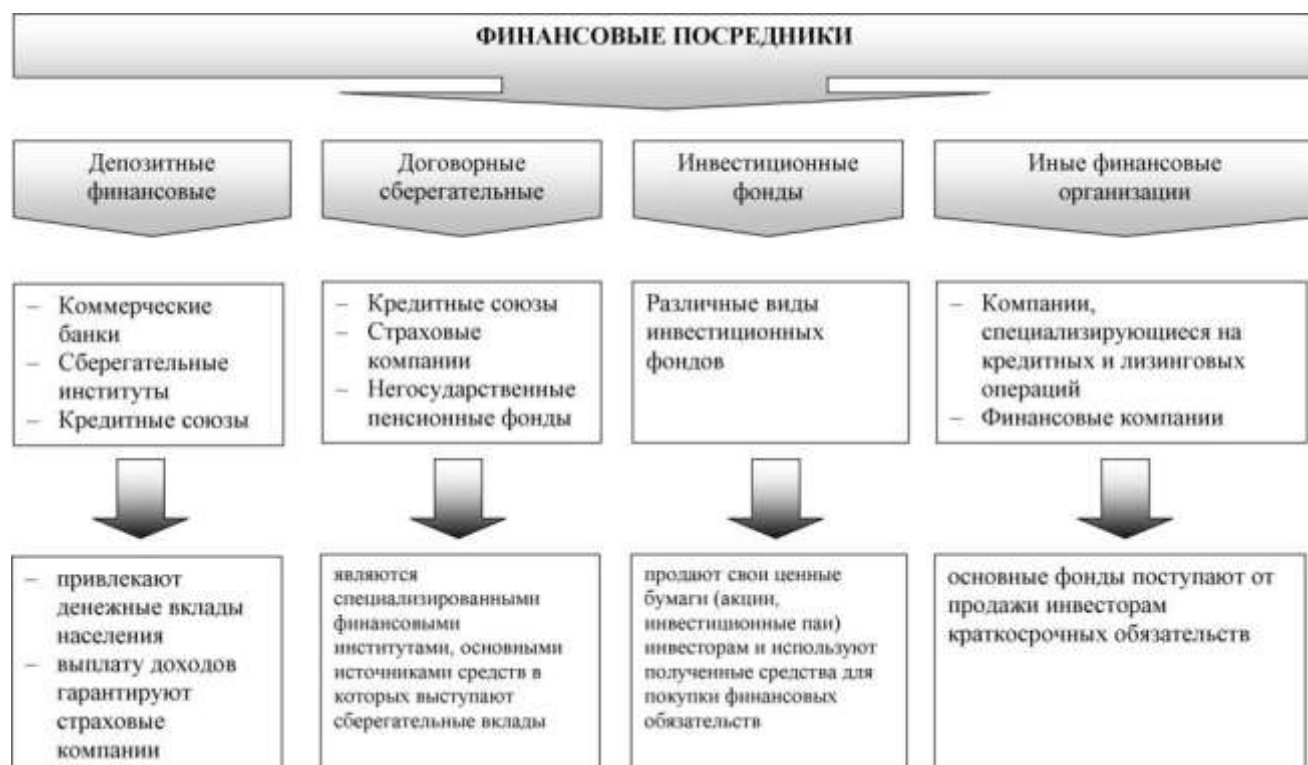 ФИНАНСОВЫЕ ПОСРЕДНИКИ
Депозитные
финансовые
Договорные
сберегательные
Инвестиционные
фонды
Иные финансовые
организации
– Коммерческие
банки
– Сберегательные
институты
– Кредитные союзы
– Кредитные союзы
– Страховые
компании
– Негосударственные
пенсионные фонды
Различные виды
инвестиционных
фондов
– Компании,
специализирующиеся на
кредитных и лизинговых
операций
– Финансовые компании
– привлекают
денежные вклады
населения
– выплату доходов
гарантируют
страховые
компании
являются
специализированными
финансовыми
институтами, основными
источниками средств в
которых выступают
сберегательные вклады
продают свои ценные
бумаги (акции,
инвестиционные паи)
инвесторам и используют
полученные средства для
покупки финансовых
обязательств
основные фонды поступают от
продажи инвесторам
краткосрочных обязательств